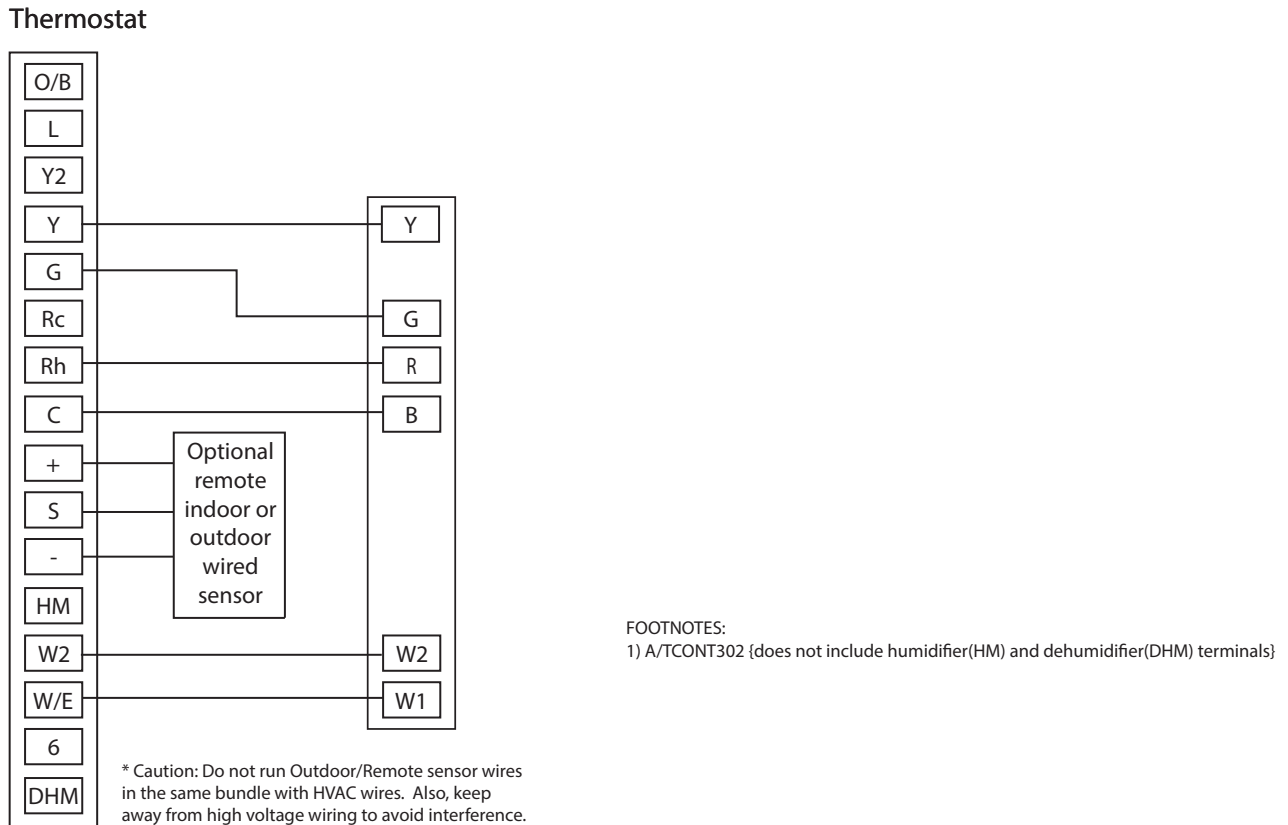 Thermostat
O/B
L
Y2
Y
G
Rc
Rh
C
+
S
-
HM
W2
W/E
6
DHM
Y
G
R
B
W2
W1
Optional
remote
indoor or
outdoor
wired
sensor
* Caution: Do not run Outdoor/Remote sensor wires
in the same bundle with HVAC wires.  Also, keep
away from high voltage wiring to avoid interference.
FOOTNOTES:
1) A/TCONT302 {does not include humidifier(HM) and dehumidifier(DHM) terminals}